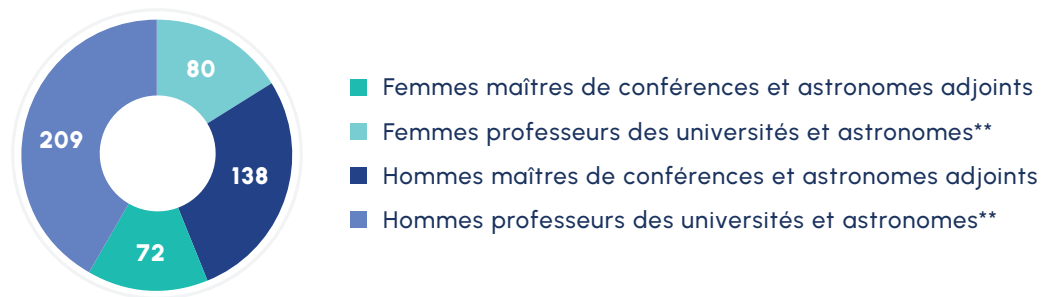 80
209
138
72
Femmes maîtres de conférences et astronomes adjoints
Femmes professeurs des universités et astronomes**
Hommes maîtres de conférences et astronomes adjoints
Hommes professeurs des universités et astronomes**